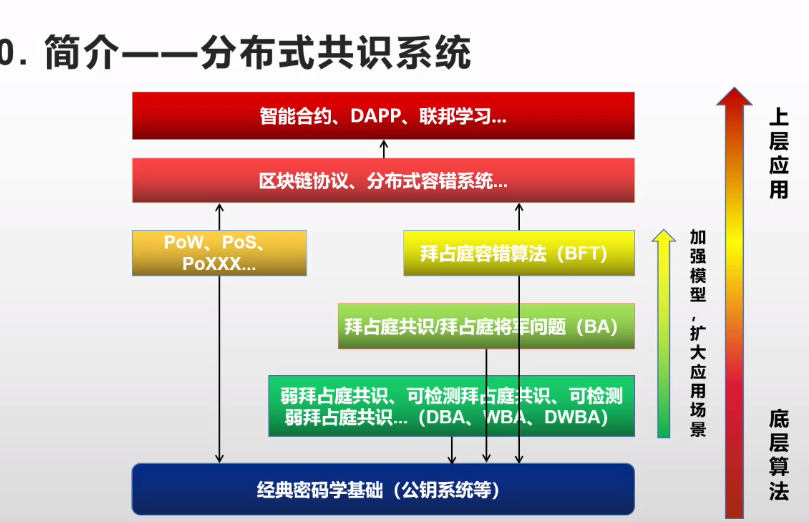 0. 简介——分布式共识系统
智能合约、DAPP、联邦学习...
区块链协议、分布式容错系统...
PoW、PoS、
PoXXX...
拜占庭容错算法（BFT）
拜占庭共识/拜占庭将军问题（BA）
弱拜占庭共识、可检测拜占庭共识、可检测
弱拜占庭共识...（DBA、WBA、DWBA）
经典密码学基础（公钥系统等）
加强模型，扩大应用场景
上层应用
底层算法